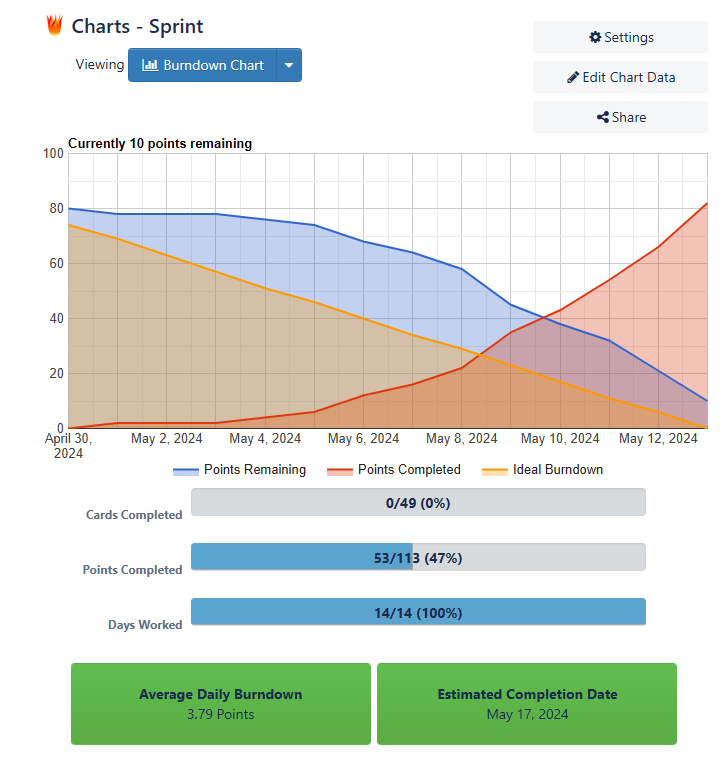 Charts - Sprint
Settings
Viewing Burndown Chart
Edit Chart Data
Share
Currently 10 points remaining
100
80
60
40
20
0
April 30,
2024
May 2, 2024
May 4, 2024
May 6, 2024
May 8, 2024
May 10, 2024
May 12, 2024
Points Remaining
Points Completed
Ideal Burndown
Cards Completed
0/49 (0%)
Points Completed
53/113 (47%)
Days Worked
14/14 (100%)
Average Daily Burndown
3.79 Points
Estimated Completion Date
May 17, 2024